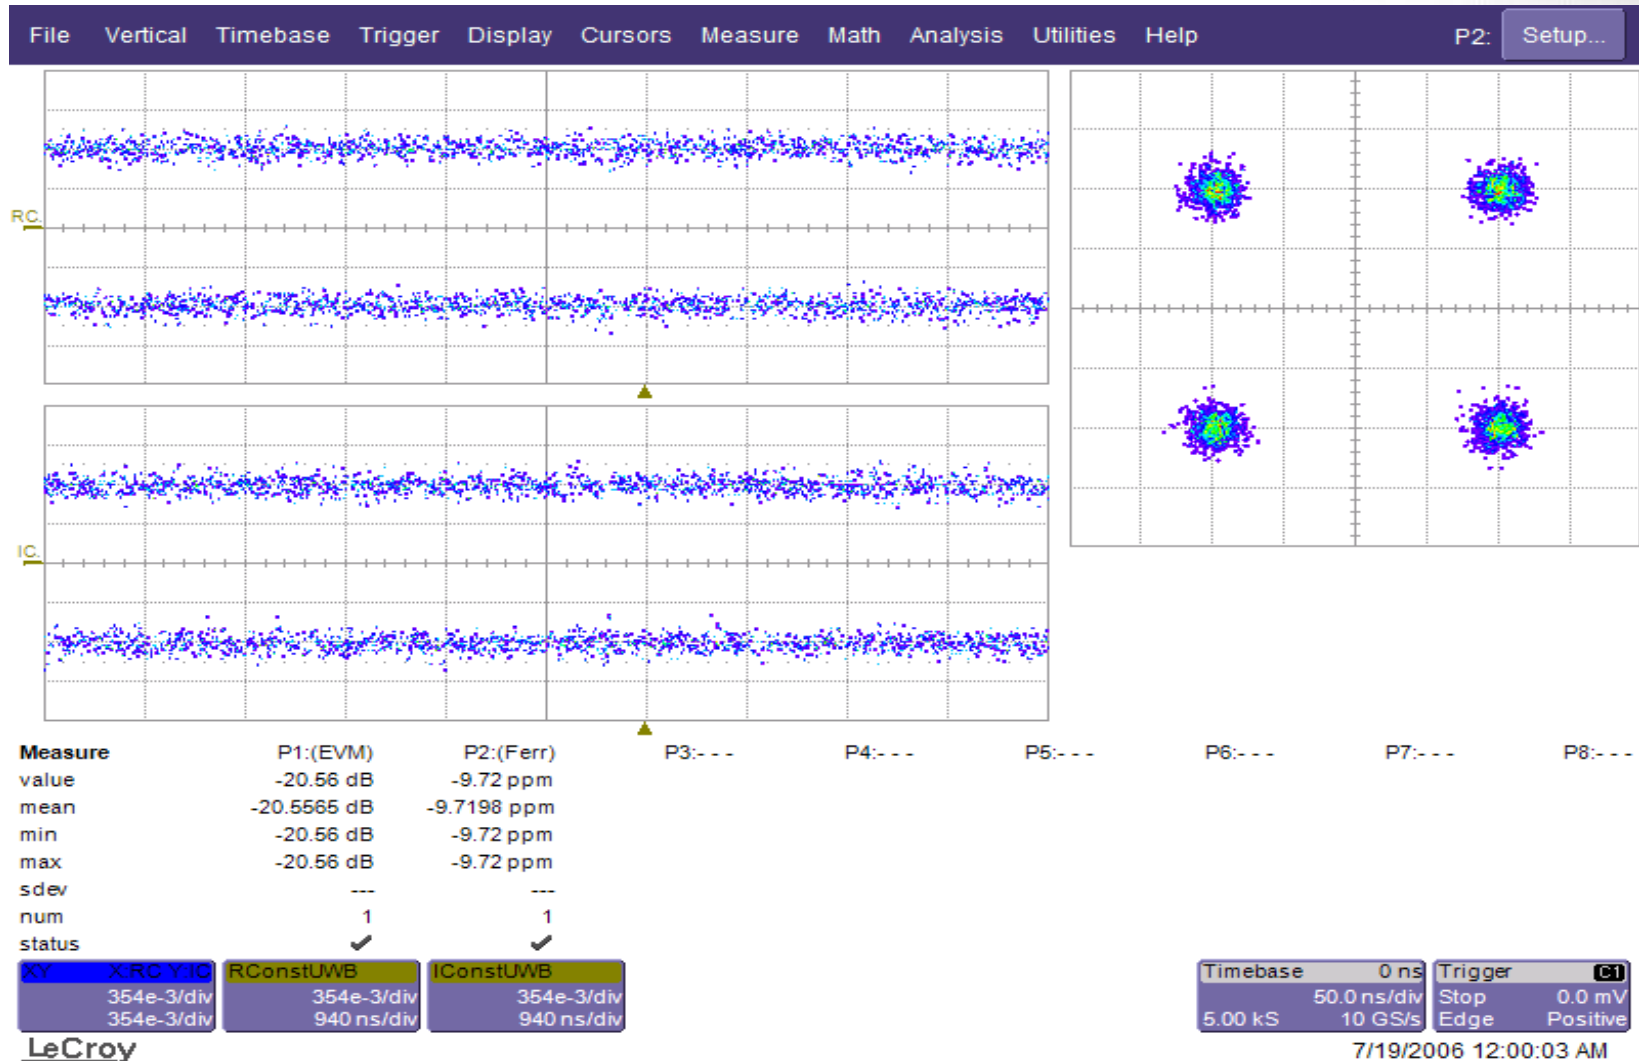 File Vertical Timebase Trigger Display Cursors Measure Math Analysis Utilities Help P2: Setup...
RC.
IC.
Measure P1:(EVM) P2:(Ferr) P3:- - - P4:- - - P5:- - - P6:- - - P7:- - - P8:- - -
value -20.56 dB -9.72 ppm
mean -20.5565 dB -9.7198 ppm
min -20.56 dB -9.72 ppm
max -20.56 dB -9.72 ppm
sdev --- ---
num 1 1
status
XY X:RC Y:IC RConstUWB IConstUWB Timebase 0 ns Trigger C1
354e-3/div 354e-3/div 354e-3/div 50.0 ns/div Stop 0.0 mV
354e-3/div 940 ns/div 940 ns/div 5.00 kS 10 GS/s Edge Positive
LeCroy 7/19/2006 12:00:03 AM